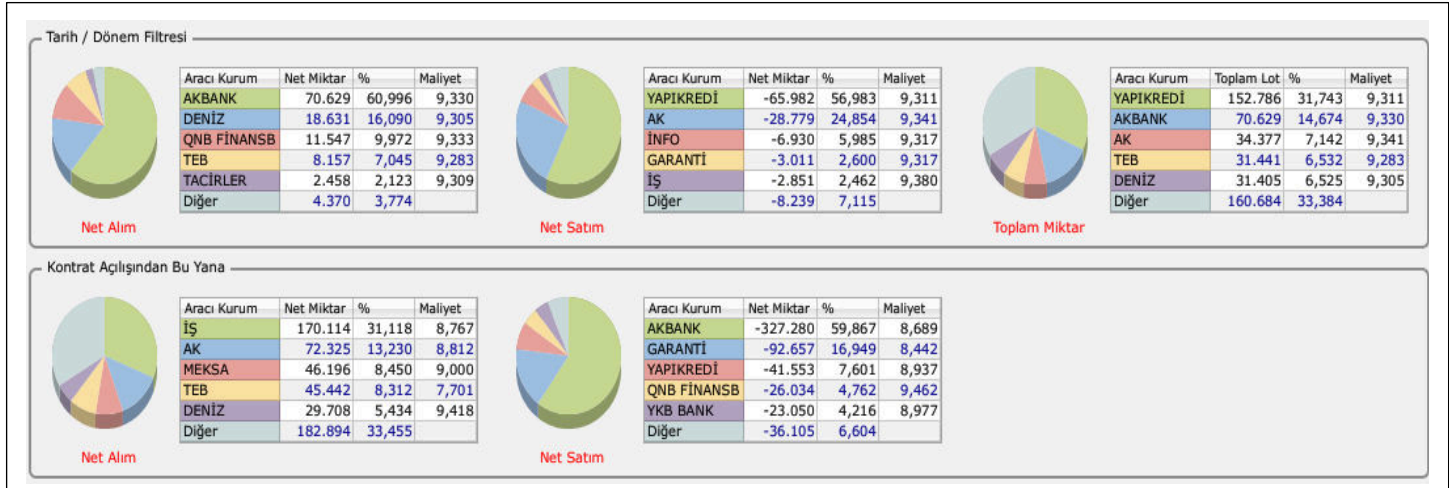 Tarih / Dönem Filtresi
Aracı Kurum Net Miktar % Maliyet
AKBANK 70.629 60,996 9,330
DENİZ 18.631 16,090 9,305
QNB FİNANSB 11.547 9,972 9,333
TEB 8.157 7,045 9,283
TACİRLER 2.458 2,123 9,309
Diğer 4.370 3,774
Net Alım
Aracı Kurum Net Miktar % Maliyet
YAPIKREDİ -65.982 56,983 9,311
AK -28.779 24,854 9,341
İNFO -6.930 5,985 9,317
GARANTİ -3.011 2,600 9,317
İŞ -2.851 2,462 9,380
Diğer -8.239 7,115
Net Satım
Aracı Kurum Toplam Lot % Maliyet
YAPIKREDİ 152.786 31,743 9,311
AKBANK 70.629 14,674 9,330
AK 34.377 7,142 9,341
TEB 31.441 6,532 9,283
DENİZ 31.405 6,525 9,305
Diğer 160.684 33,384
Toplam Miktar
Kontrat Açılışından Bu Yana
Aracı Kurum Net Miktar % Maliyet
İŞ 170.114 31,118 8,767
AK 72.325 13,230 8,812
MEKSA 46.196 8,450 9,000
TEB 45.442 8,312 7,701
DENİZ 29.708 5,434 9,418
Diğer 182.894 33,455
Net Alım
Aracı Kurum Net Miktar % Maliyet
AKBANK -327.280 59,867 8,689
GARANTİ -92.657 16,949 8,442
YAPIKREDİ -41.553 7,601 8,937
QNB FİNANSB -26.034 4,762 9,462
YKB BANK -23.050 4,216 8,977
Diğer -36.105 6,604
Net Satım